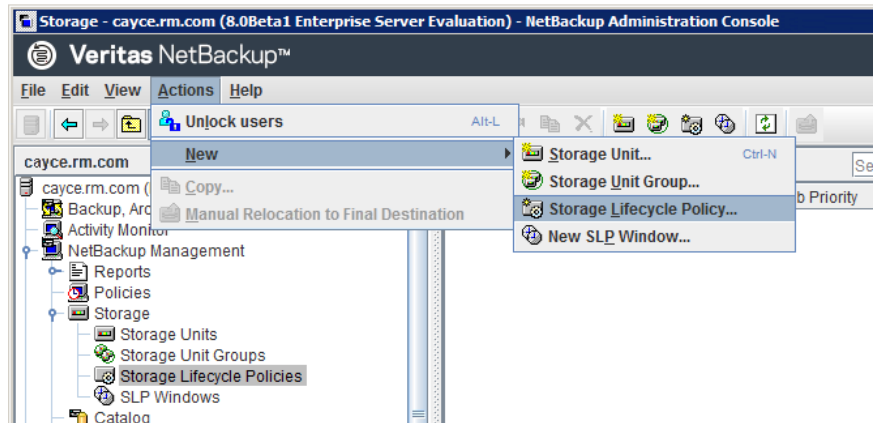 Storage - cayce.rm.com (8.0Beta1 Enterprise Server Evaluation) - NetBackup Administration Console
Veritas NetBackup™
File Edit View Actions Help
Unlock users Alt-L
New
Copy...
Manual Relocation to Final Destination
Storage Unit... Ctrl-N
Storage Unit Group...
Storage Lifecycle Policy...
New SLP Window...
Se
b Priority
cayce.rm.com
cayce.rm.com (
Backup, Arc
Activity Monitor
NetBackup Management
Reports
Policies
Storage
Storage Units
Storage Unit Groups
Storage Lifecycle Policies
SLP Windows
Catalog